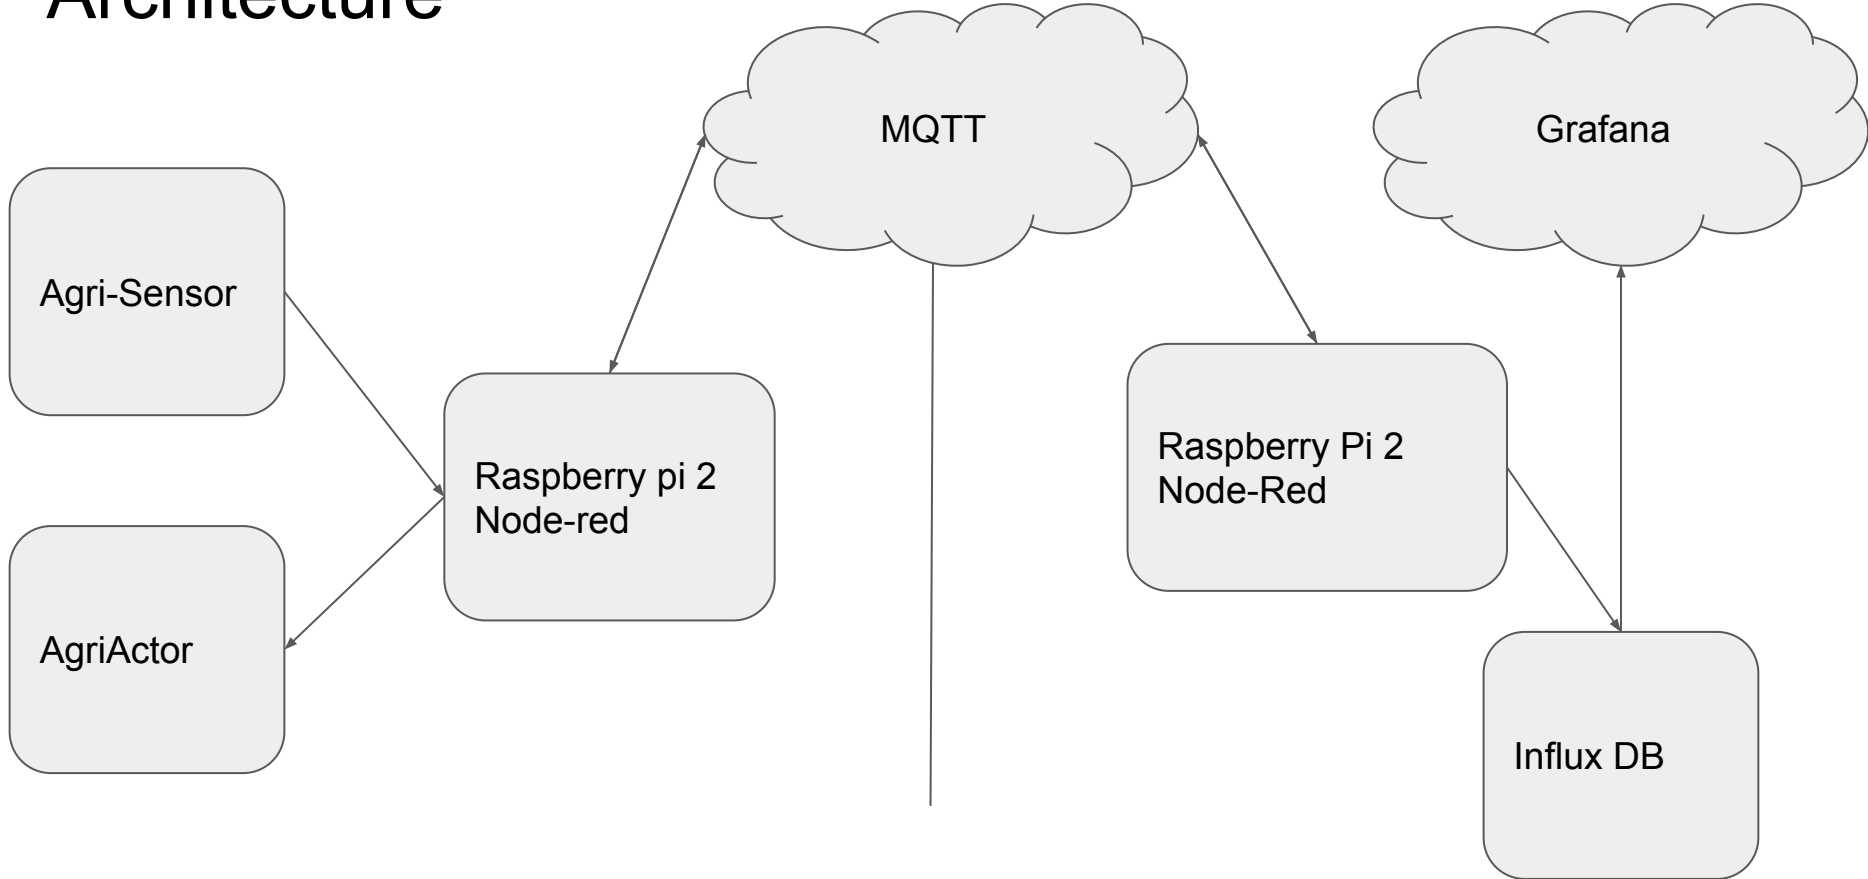 Architecture
MQTT
Grafana
Agri-Sensor
Raspberry pi 2
Node-red
Raspberry Pi 2
Node-Red
AgriActor
Influx DB